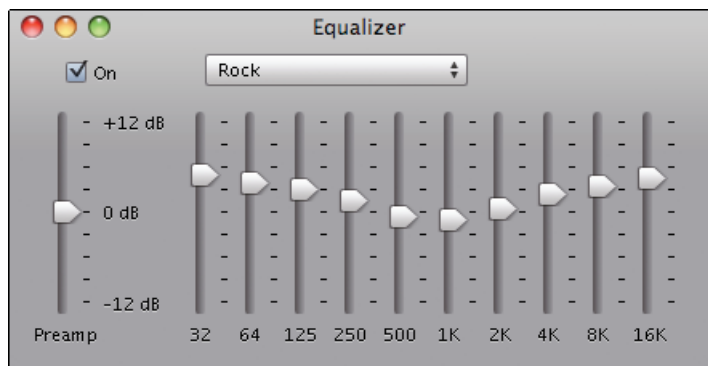 Equalizer
On
Rock
+12 dB
0 dB
-12 dB
Preamp 32 64 125 250 500 1K 2K 4K 8K 16K